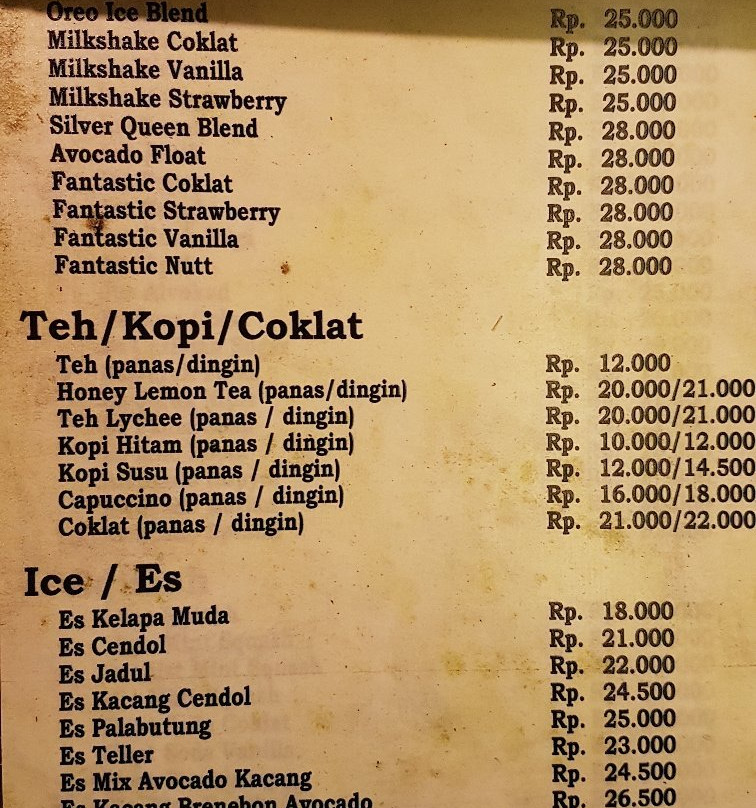 Oreo Ice Blend Rp. 25.000
Milkshake Coklat Rp. 25.000
Milkshake Vanilla Rp. 25.000
Milkshake Strawberry Rp. 25.000
Silver Queen Blend Rp. 28.000
Avocado Float Rp. 28.000
Fantastic Coklat Rp. 28.000
Fantastic Strawberry Rp. 28.000
Fantastic Vanilla Rp. 28.000
Fantastic Nutt Rp. 28.000
Teh/Kopi/Coklat
Teh (panas/dingin) Rp. 12.000
Honey Lemon Tea (panas/dingin) Rp. 20.000/21.000
Teh Lychee (panas / dingin) Rp. 20.000/21.000
Kopi Hitam (panas / dingin) Rp. 10.000/12.000
Kopi Susu (panas / dingin) Rp. 12.000/14.500
Capuccino (panas / dingin) Rp. 16.000/18.000
Coklat (panas / dingin) Rp. 21.000/22.000
Ice / Es
Es Kelapa Muda Rp. 18.000
Es Cendol Rp. 21.000
Es Jadul Rp. 22.000
Es Kacang Cendol Rp. 24.500
Es Palabutung Rp. 25.000
Es Teller Rp. 23.000
Es Mix Avocado Kacang Rp. 24.500
Es Kacang Brenebon Avocado Rp. 26.500